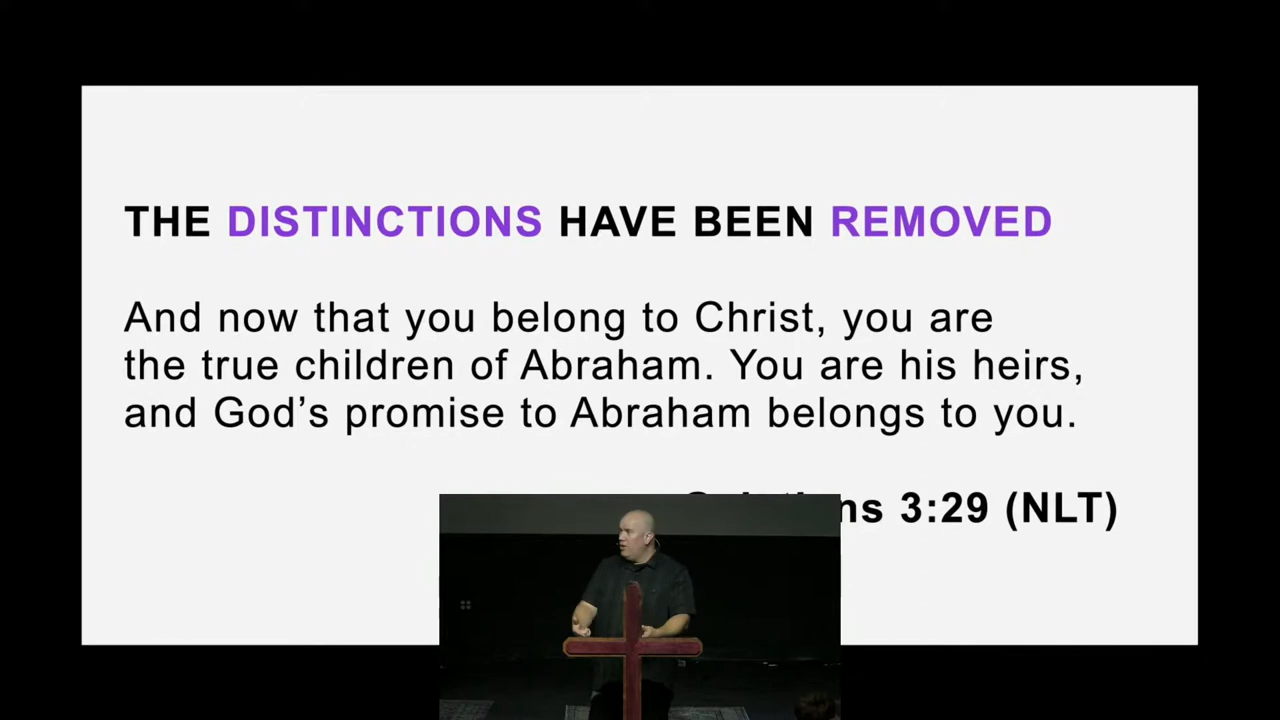 THE DISTINCTIONS HAVE BEEN REMOVED
And now that you belong to Christ, you are
the true children of Abraham. You are his heirs,
and God’s promise to Abraham belongs to you.
3:29 (NLT)